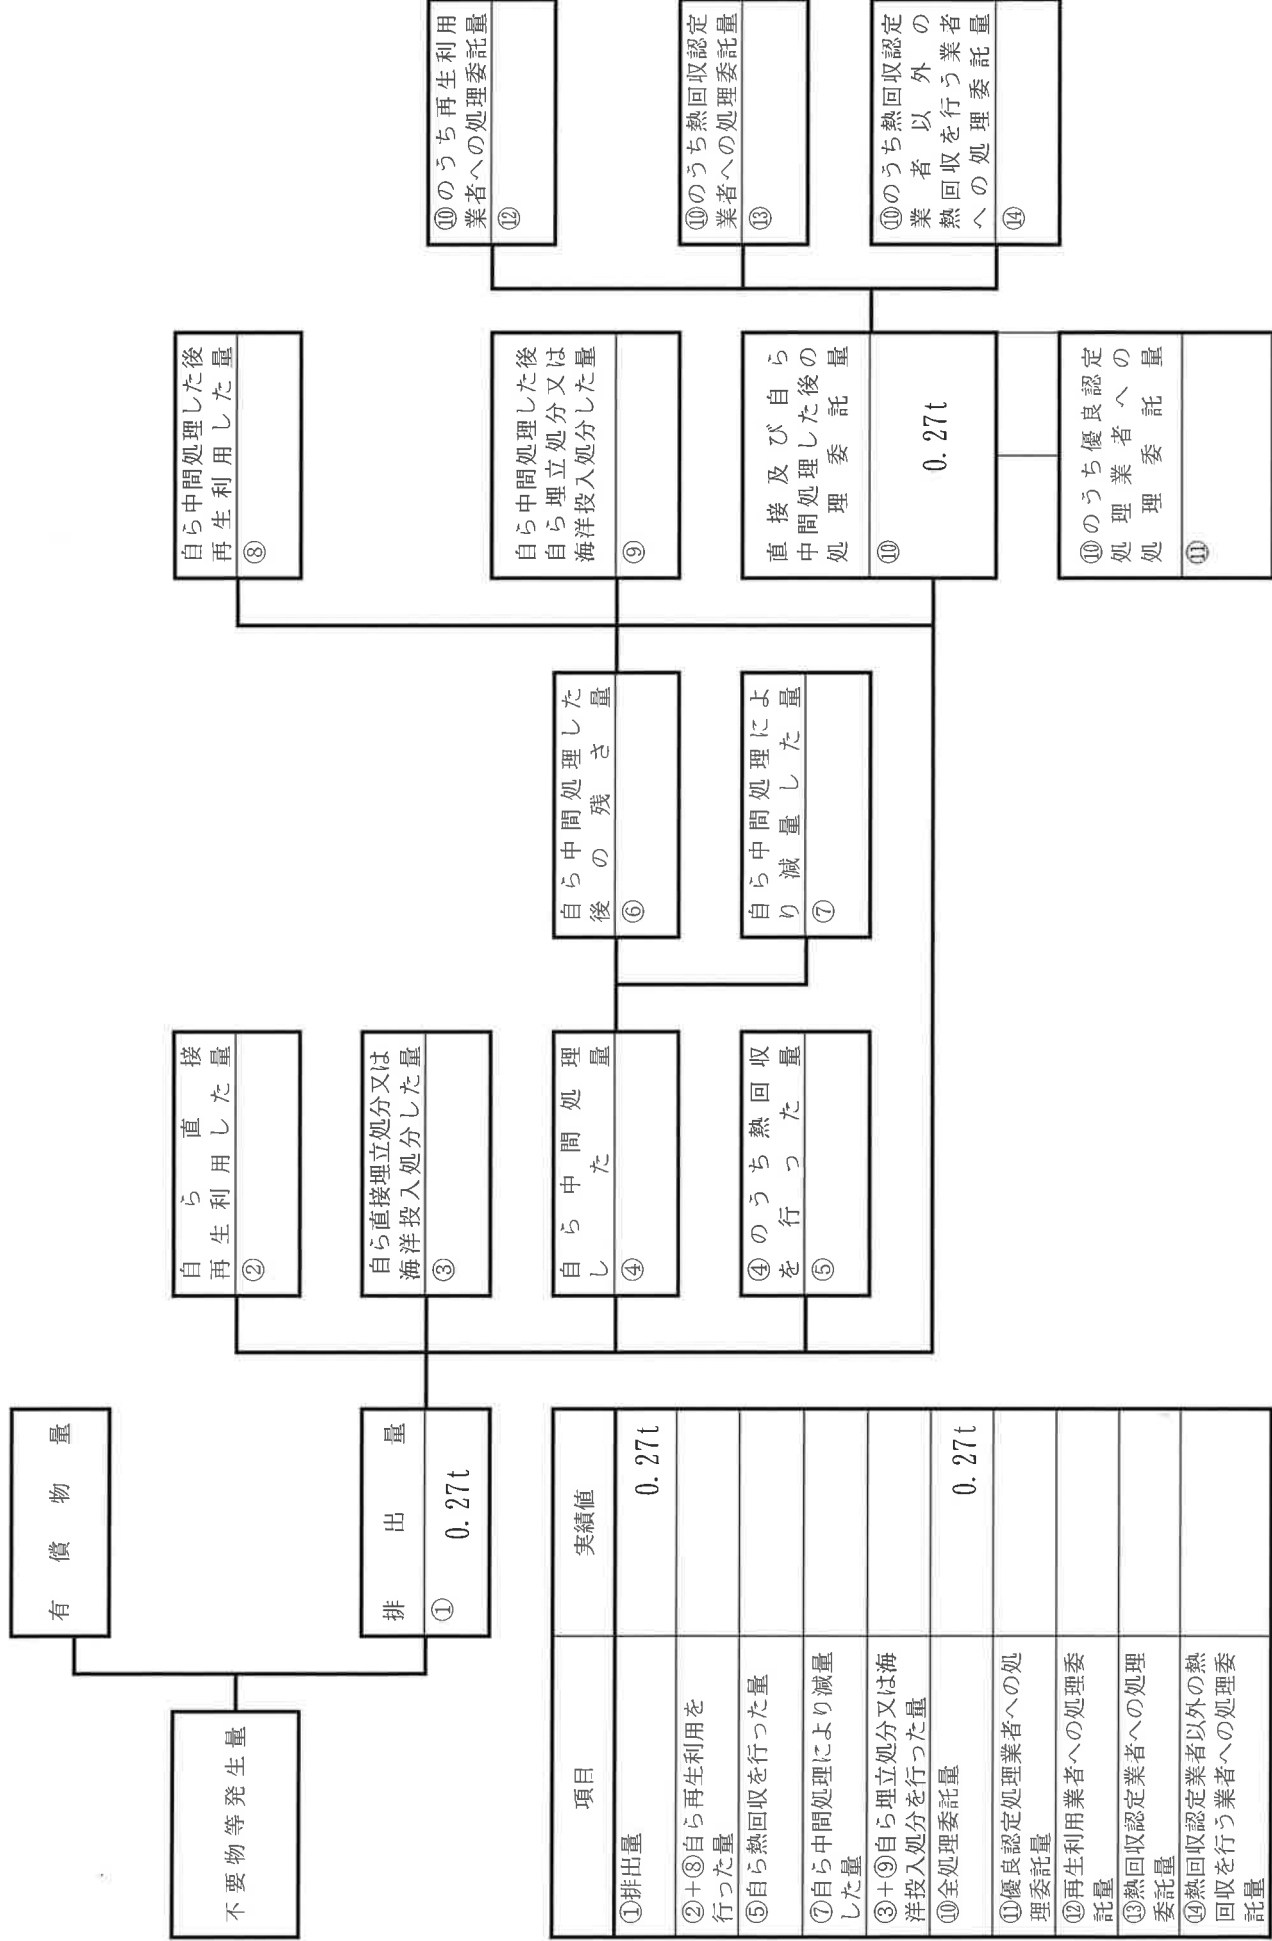 不要物等発生量
有償物量
排出量
① 0.27t
自ら直接
再生利用した量
②
自ら直接埋立処分又は
海洋投入処分した量
③
自ら中間処理
した量
④
④のうち熱回収
を行った量
⑤
自ら中間処理した
後の残さ量
⑥
自ら中間処理によ
り減量した量
⑦
自ら中間処理した後
再生利用した量
⑧
自ら中間処理した後
自ら埋立処分又は
海洋投入処分した量
⑨
直接及び自ら
中間処理した後の
処理委託量
⑩
0.27t
⑩のうち優良認定
処理業者への
処理委託量
⑪
⑩のうち再生利用
業者への処理委託量
⑫
⑩のうち熱回収認定
業者への処理委託量
⑬
⑩のうち熱回収認定
業者以外の
熱回収を行う業者
への処理委託量
⑭
項目 実績値
①排出量 0.27t
②+⑧自ら再生利用を
行った量
⑤自ら熱回収を行った量
⑦自ら中間処理により減量
した量
③+⑨自ら埋立処分又は海
洋投入処分を行った量
⑩全処理委託量 0.27t
⑪優良認定処理業者への処
理委託量
⑫再生利用業者への処理委
託量
⑬熱回収認定業者への処理
委託量
⑭熱回収認定業者以外の熱
回収を行う業者への処理委
託量